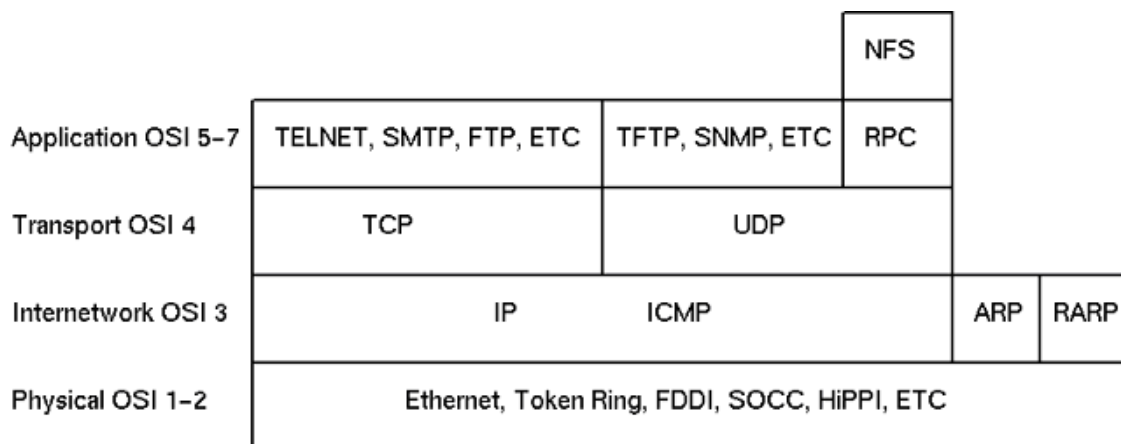 NFS
Application OSI 5–7 TELNET, SMTP, FTP, ETC TFTP, SNMP, ETC RPC
Transport OSI 4 TCP UDP
Internetwork OSI 3 IP ICMP ARP RARP
Physical OSI 1–2 Ethernet, Token Ring, FDDI, SOCC, HiPPI, ETC